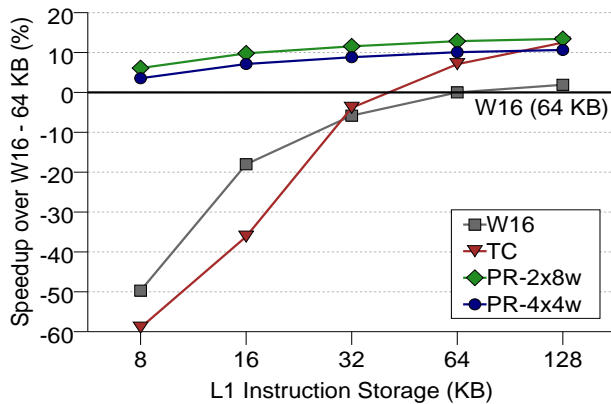 Speedup over W16 - 64 KB (%)
20
10
0
-10
-20
-30
-40
-50
-60
W16 (64 KB)
W16
TC
PR-2x8w
PR-4x4w
8 16 32 64 128
L1 Instruction Storage (KB)